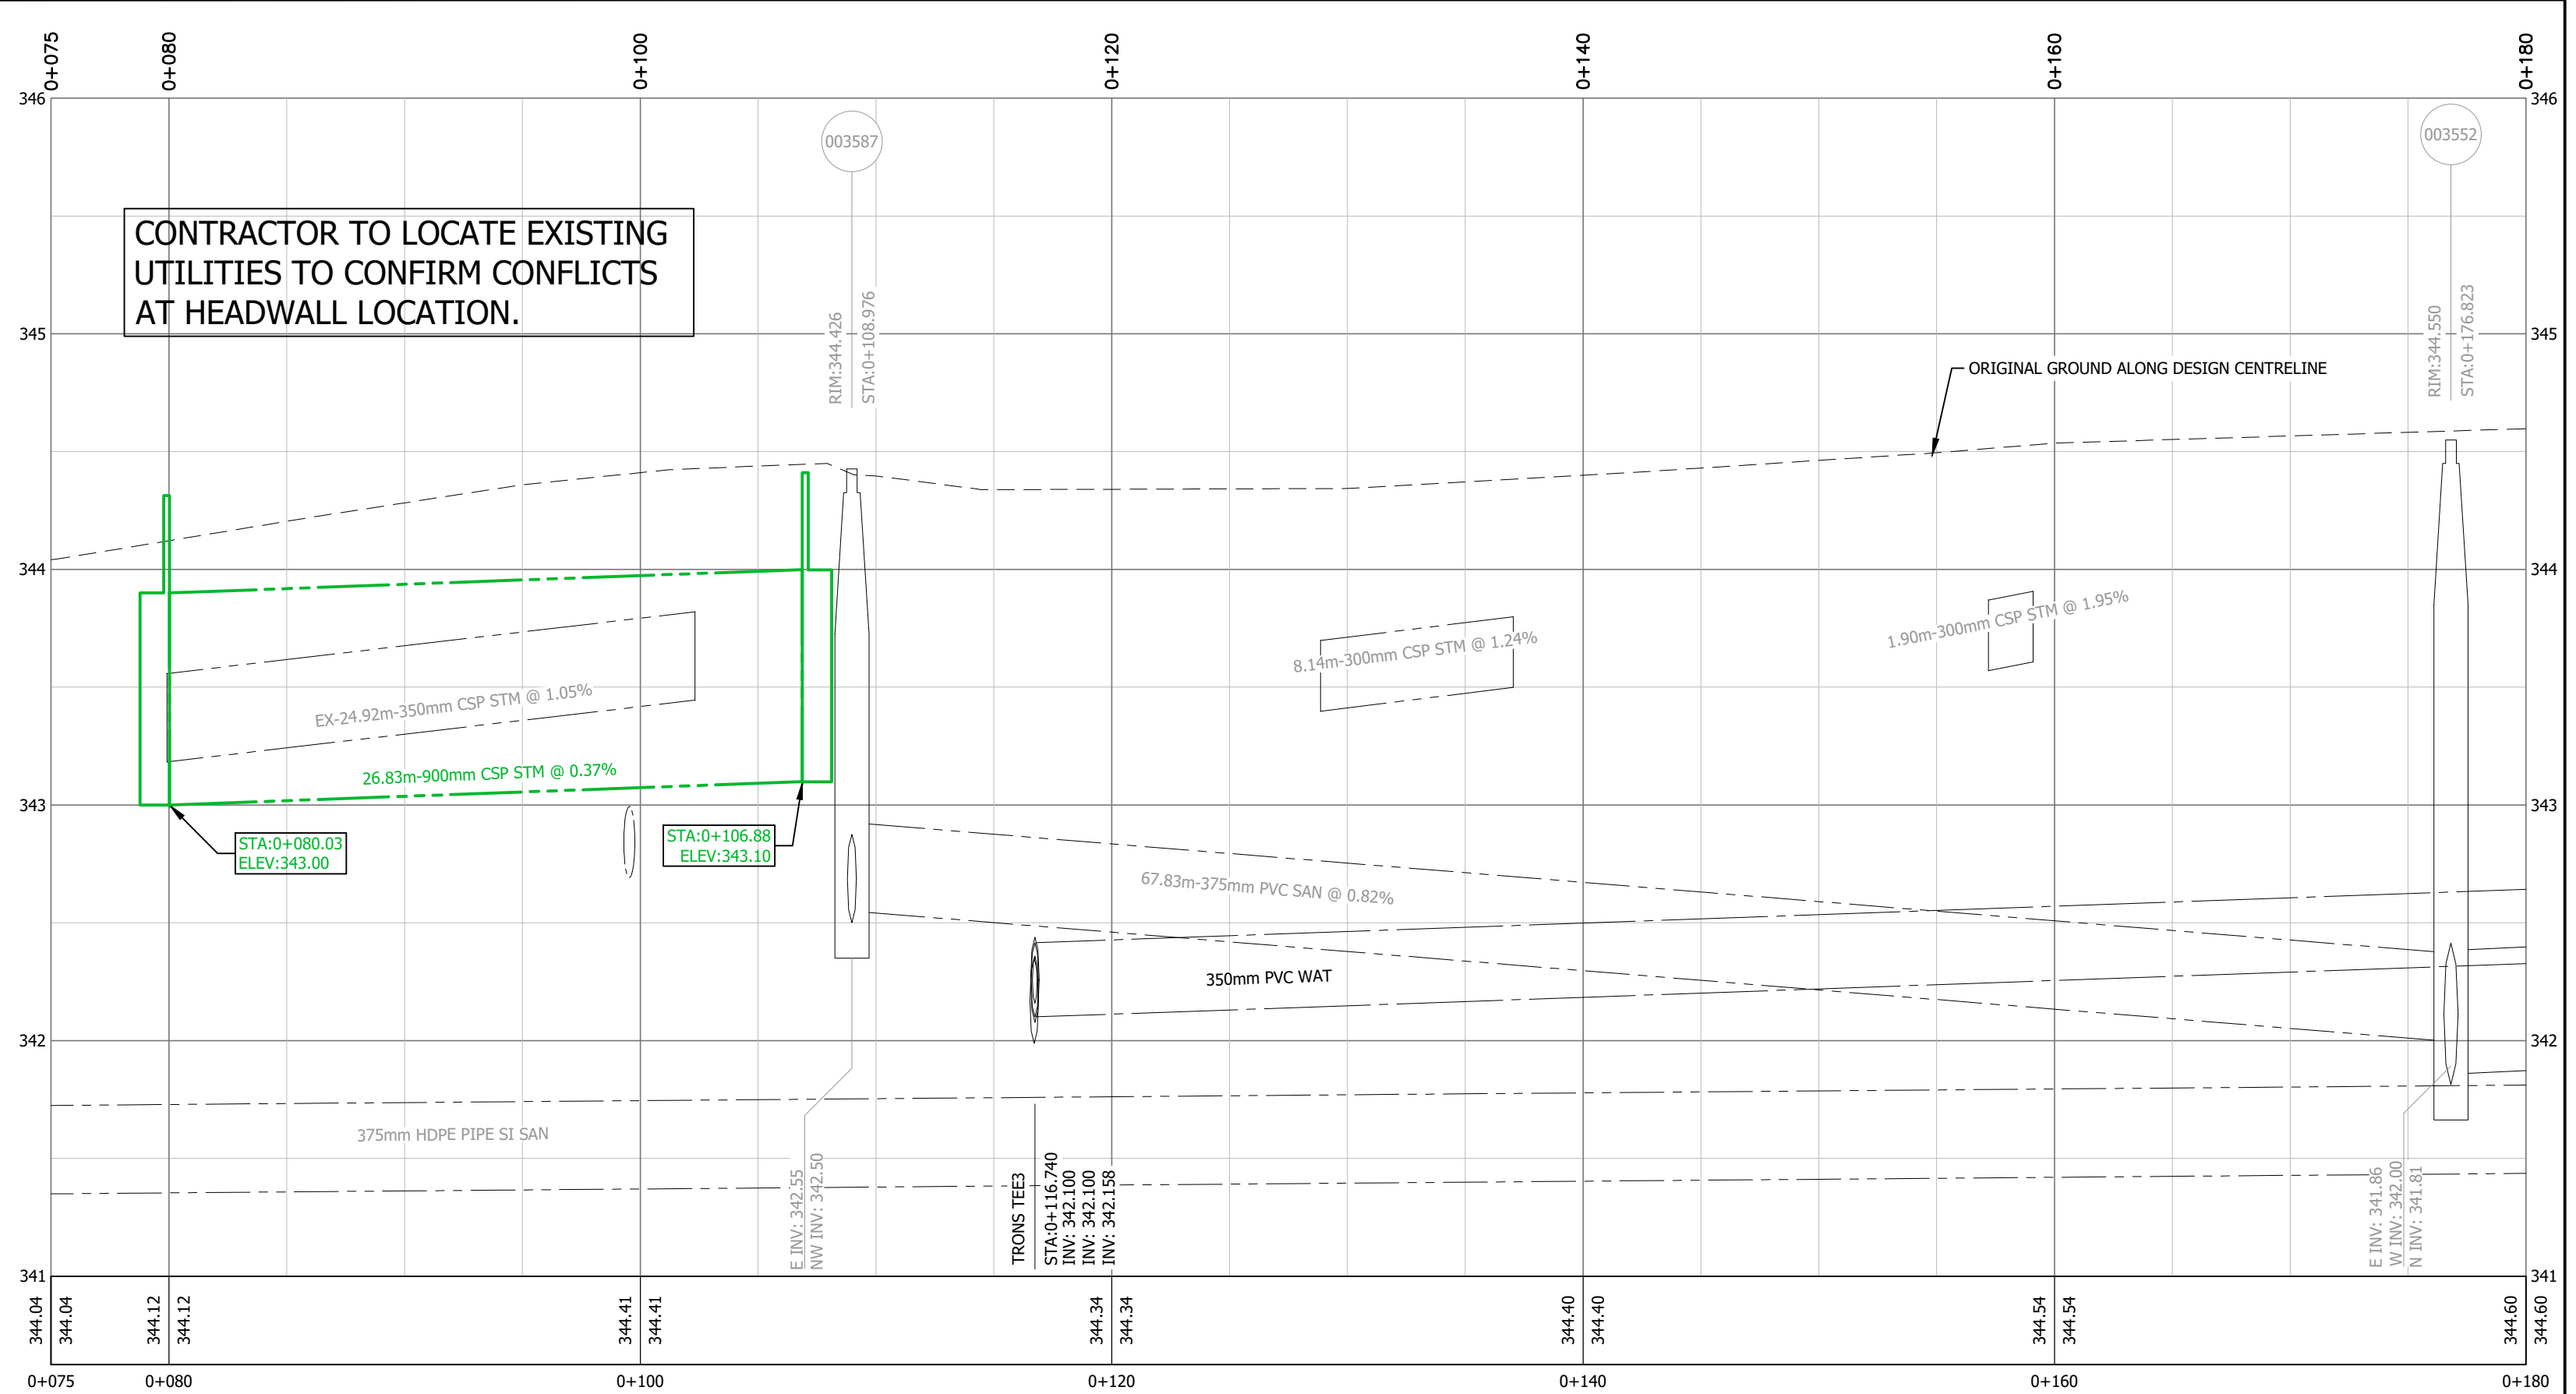 0+075
0+080
0+100
0+120
0+140
0+160
0+180
346
346
003587
003552
CONTRACTOR TO LOCATE EXISTING
UTILITIES TO CONFIRM CONFLICTS
AT HEADWALL LOCATION.
RIM:344.426
STA:0+108.976
RIM:344.550
STA:0+176.823
345
345
ORIGINAL GROUND ALONG DESIGN CENTRELINE
344
344
1.90m-300mm CSP STM @ 1.95%
8.14m-300mm CSP STM @ 1.24%
EX-24.92m-350mm CSP STM @ 1.05%
26.83m-900mm CSP STM @ 0.37%
343
343
STA:0+080.03
ELEV:343.00
STA:0+106.88
ELEV:343.10
67.83m-375mm PVC SAN @ 0.82%
350mm PVC WAT
342
342
375mm HDPE PIPE SI SAN
E INV: 342.55
NW INV: 342.50
TRONS TEE3
STA:0+116.740
INV: 342.100
INV: 342.100
INV: 342.158
E INV: 341.86
W INV: 342.00
N INV: 341.81
341
341
344.04
344.04
344.12
344.12
344.41
344.41
344.34
344.34
344.40
344.40
344.54
344.54
344.60
344.60
0+075
0+080
0+100
0+120
0+140
0+160
0+180